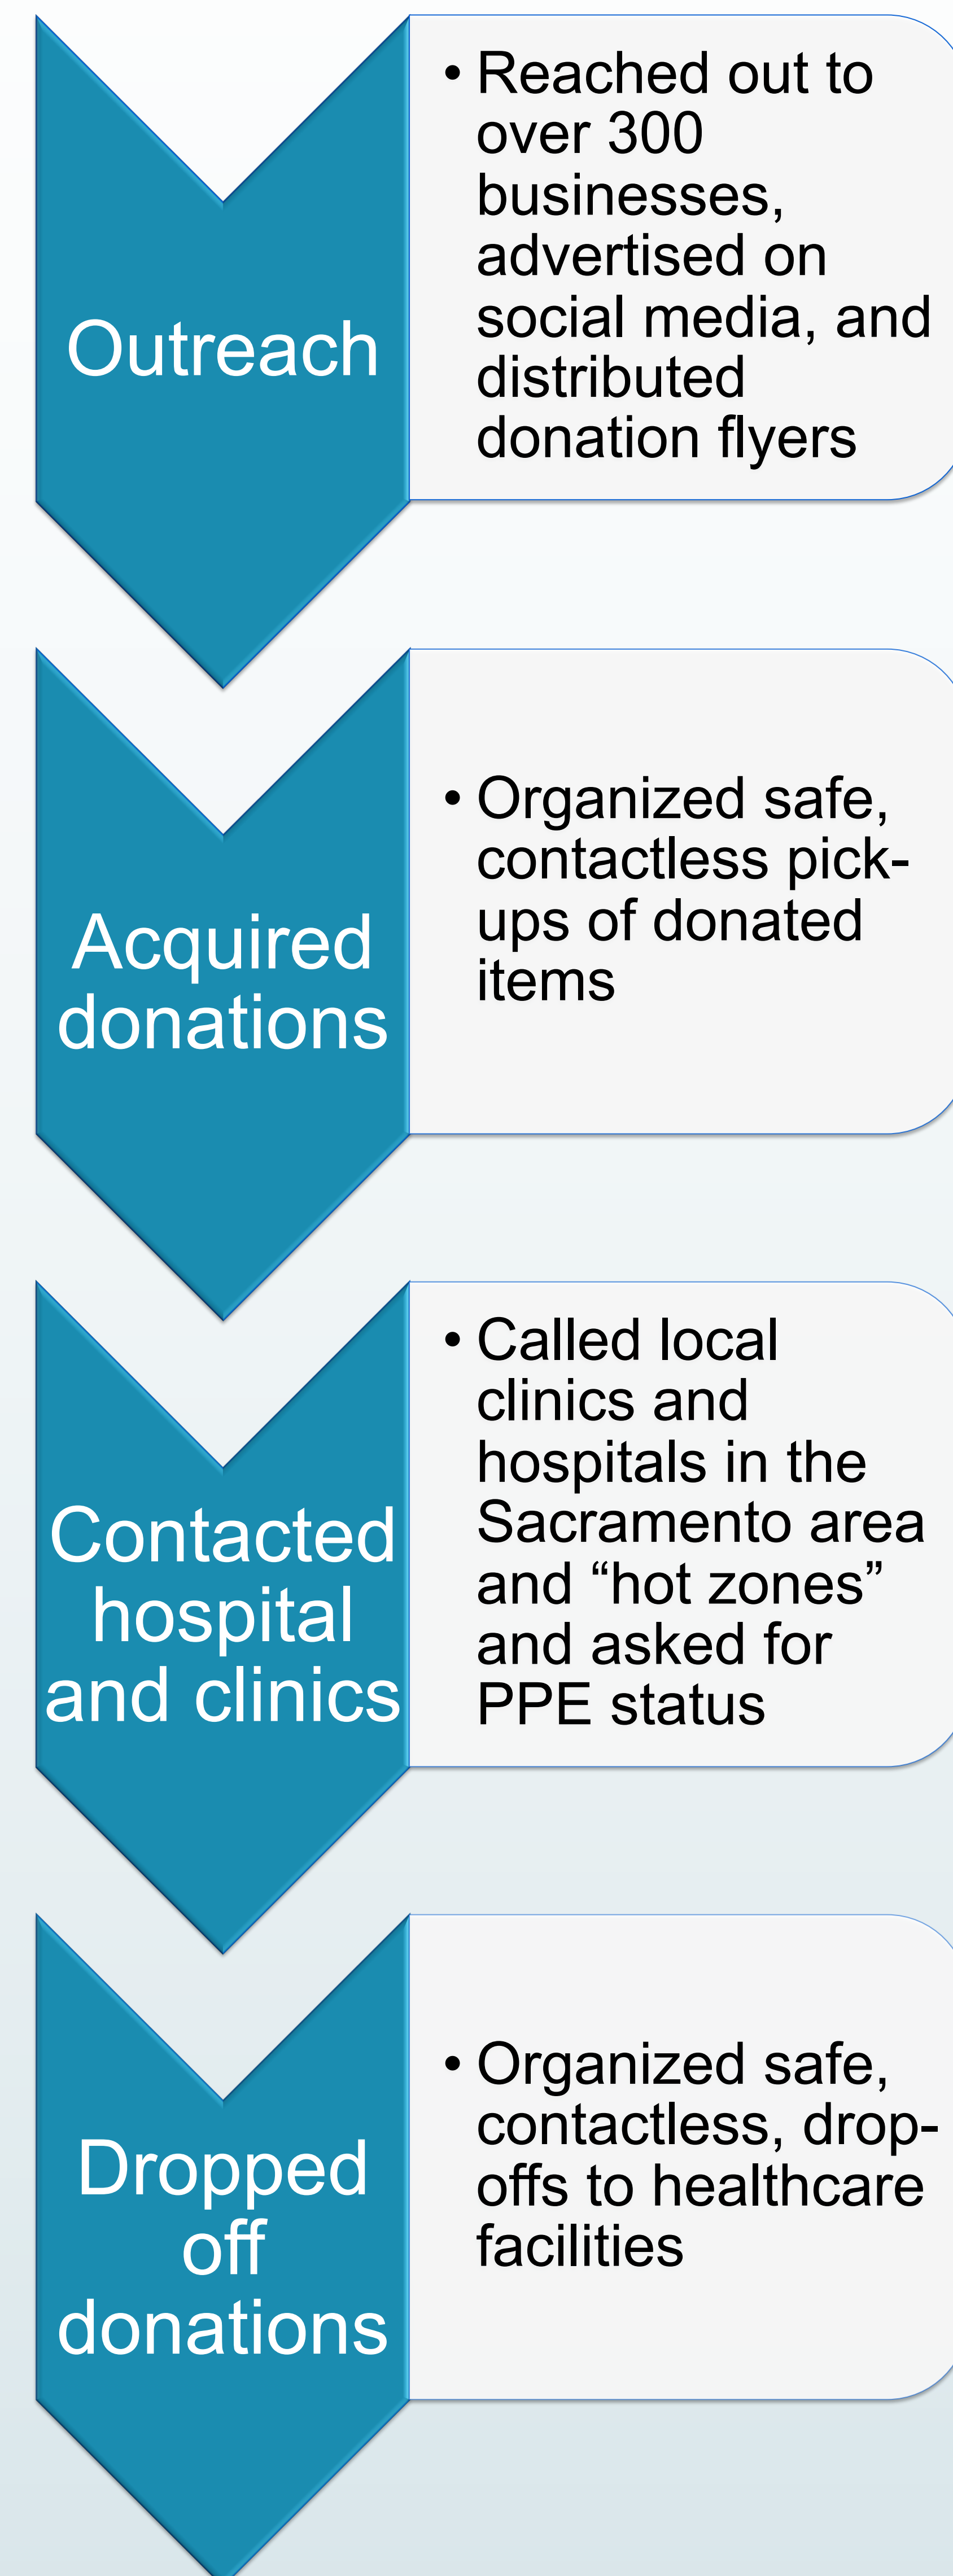 Outreach
• Reached out to
over 300
businesses,
advertised on
social media, and
distributed
donation flyers
Acquired
donations
• Organized safe,
contactless pick-
ups of donated
items
Contacted
hospital
and clinics
• Called local
clinics and
hospitals in the
Sacramento area
and “hot zones”
and asked for
PPE status
Dropped
off
donations
• Organized safe,
contactless, drop-
offs to healthcare
facilities